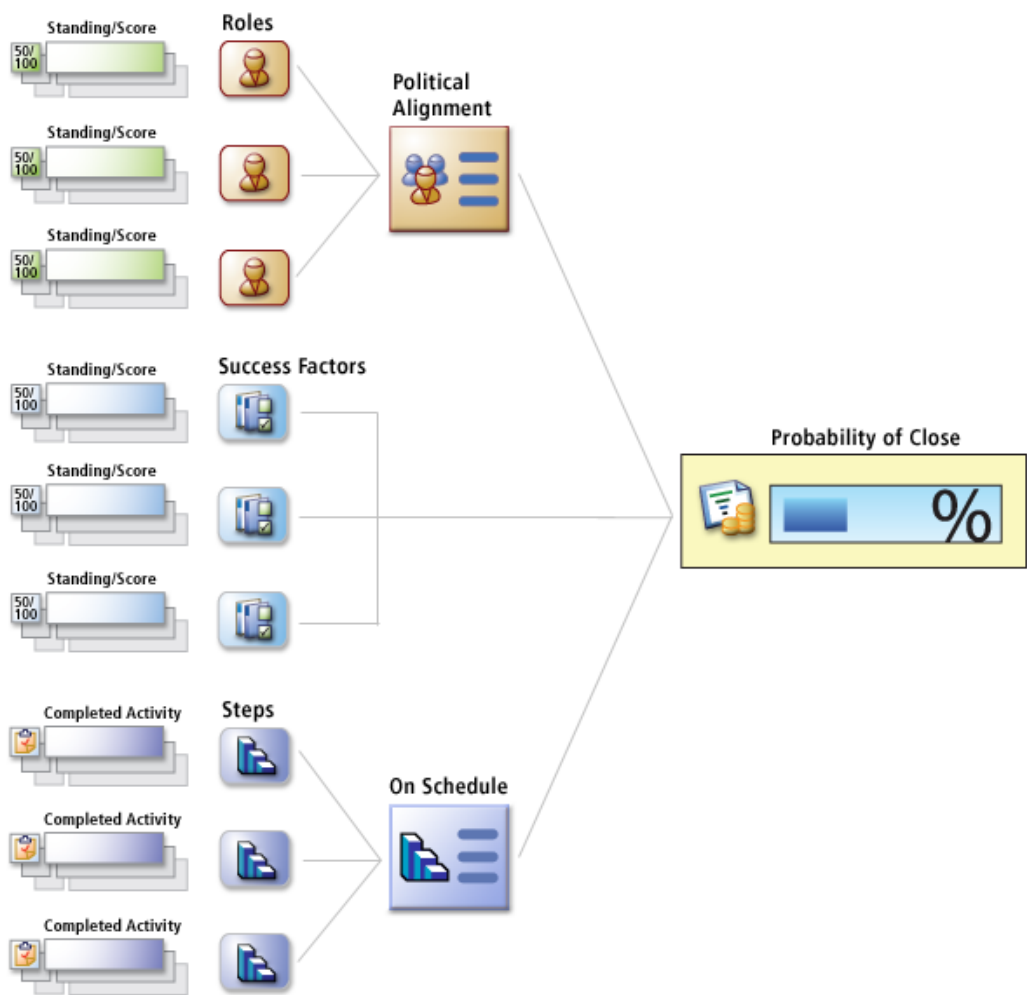 Standing/Score
Roles
50/
100
Political
Alignment
Standing/Score
50/
100
Standing/Score
50/
100
Standing/Score
Success Factors
50/
100
Probability of Close
%
Standing/Score
50/
100
Standing/Score
50/
100
Completed Activity
Steps
On Schedule
Completed Activity
Completed Activity